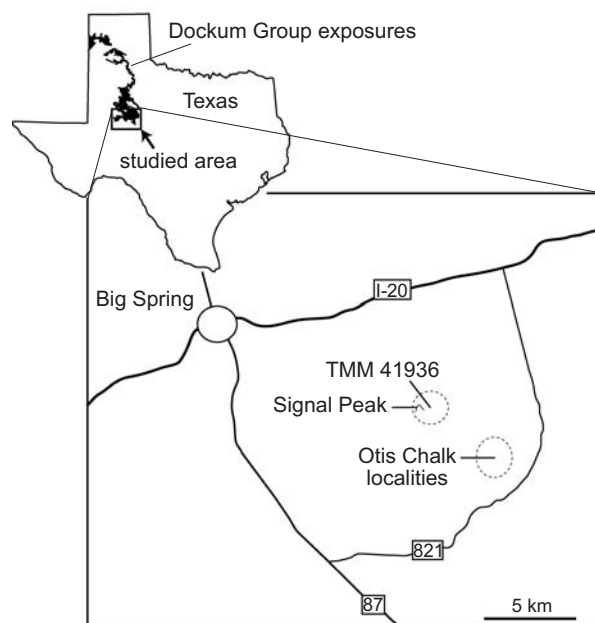 Dockum Group exposures
Texas
studied area
Big Spring
I-20
TMM 41936
Signal Peak
Otis Chalk
localities
821
87
5 km